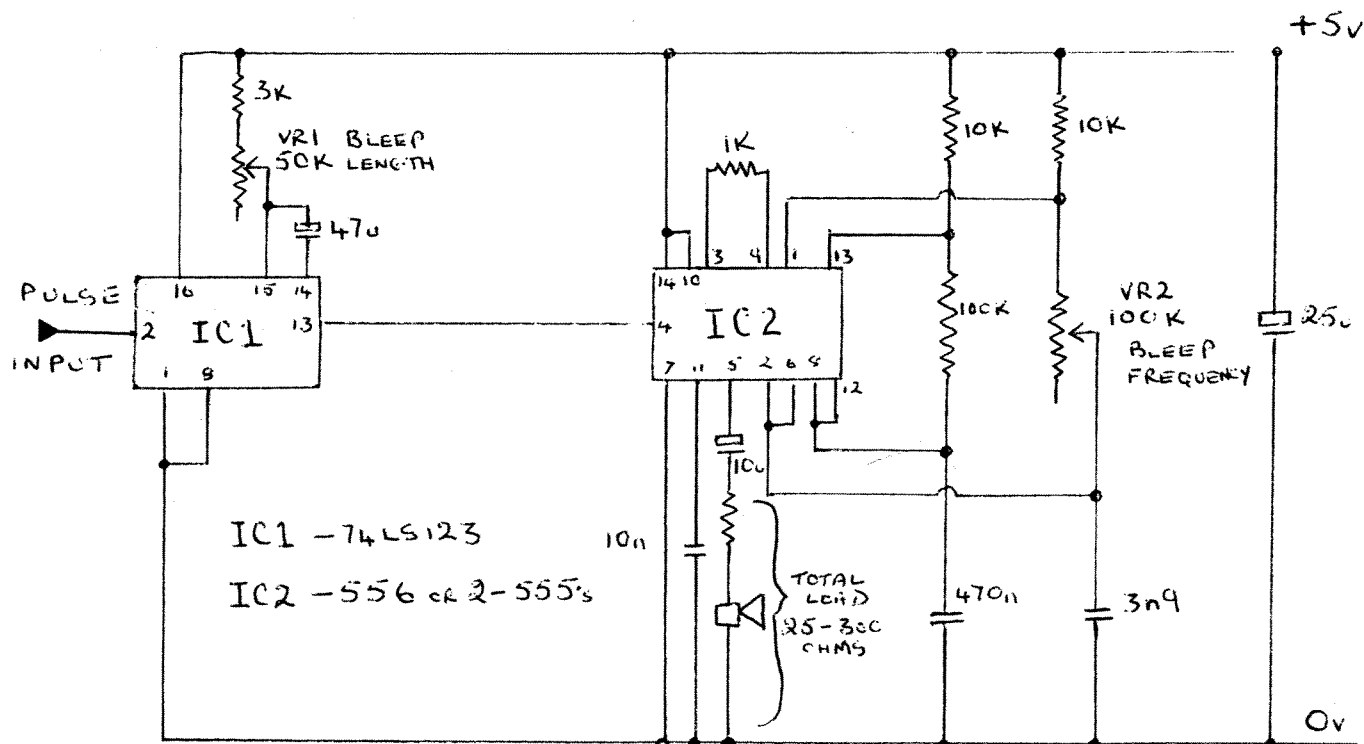 +5v
3K
VR1 BLEEP
50K LENGTH
47u
1K
10K
10K
16 15 14
3 9 1 13
14 10
PULSE
INPUT
2 IC1 13
4 IC2
1 8
7 11 5 2 6 8 12
100K
VR2
100K
BLEEP
FREQUENCY
25u
10u
10n
TOTAL
LOAD
25-300
OHMS
470n
3n9
IC1 - 74LS123
IC2 - 556 OR 2-555's
0v